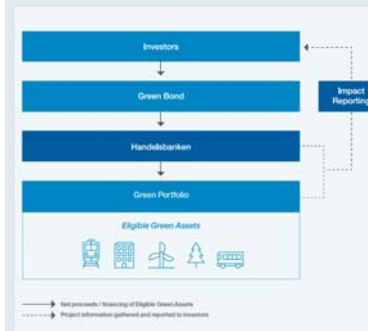 Investors
Green Bond
Impact
Reporting
Handelsbanken
Green Portfolio
Eligible Green Assets
Net proceeds / financing of Eligible Green Assets
Project information gathered and reported to investors